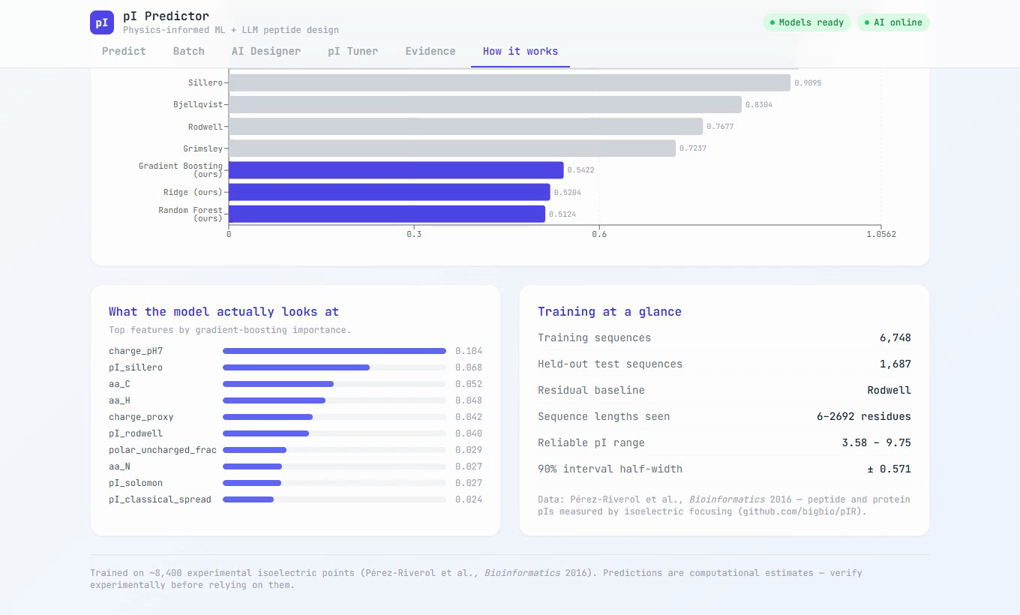 pI
pI Predictor
Physics-informed ML + LLM peptide design
Models ready
AI online
Predict
Batch
AI Designer
pI Tuner
Evidence
How it works
Sillero
0.9095
Bjellqvist
0.8304
Rodwell
0.7677
Grimsley
0.7237
Gradient Boosting
(ours)
0.5422
Ridge (ours)
0.5204
Random Forest
(ours)
0.5124
0
0.3
0.6
1.0562
What the model actually looks at
Top features by gradient-boosting importance.
charge_pH7 0.104
pI_sillero 0.068
aa_C 0.052
aa_H 0.048
charge_proxy 0.042
pI_rodwell 0.040
polar_uncharged_frac 0.029
aa_N 0.027
pI_solomon 0.027
pI_classical_spread 0.024
Training at a glance
Training sequences 6,748
Held-out test sequences 1,687
Residual baseline Rodwell
Sequence lengths seen 6–2692 residues
Reliable pI range 3.58 – 9.75
90% interval half-width ± 0.571
Data: Pérez-Riverol et al., Bioinformatics 2016 — peptide and protein
pIs measured by isoelectric focusing (github.com/bigbio/pIR).
Trained on ~8,400 experimental isoelectric points (Pérez-Riverol et al., Bioinformatics 2016). Predictions are computational estimates — verify
experimentally before relying on them.